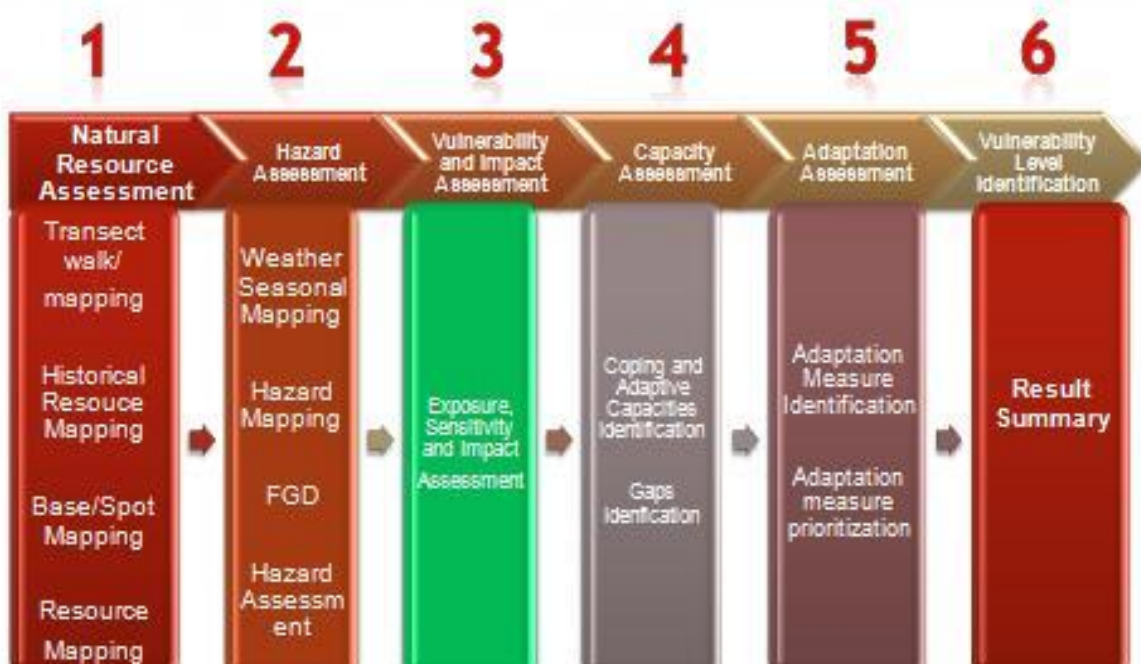 1
2
3
4
5
6
Natural
Resource
Assessment
Hazard
Assessment
Vulnerability
and Impact
Assessment
Capacity
Assessment
Adaptation
Assessment
Vulnerability
Level
Identification
Transect
walk/
mapping
Historical
Resouce
Mapping
Base/Spot
Mapping
Resource
Mapping
Weather
Seasonal
Mapping
Hazard
Mapping
FGD
Hazard
Assessm
ent
Exposure,
Sensitivity
and Impact
Assessment
Coping and
Adaptive
Capacities
Identification
Gaps
Idenfication
Adaptation
Measure
Identification
Adaptation
measure
prioritization
Result
Summary